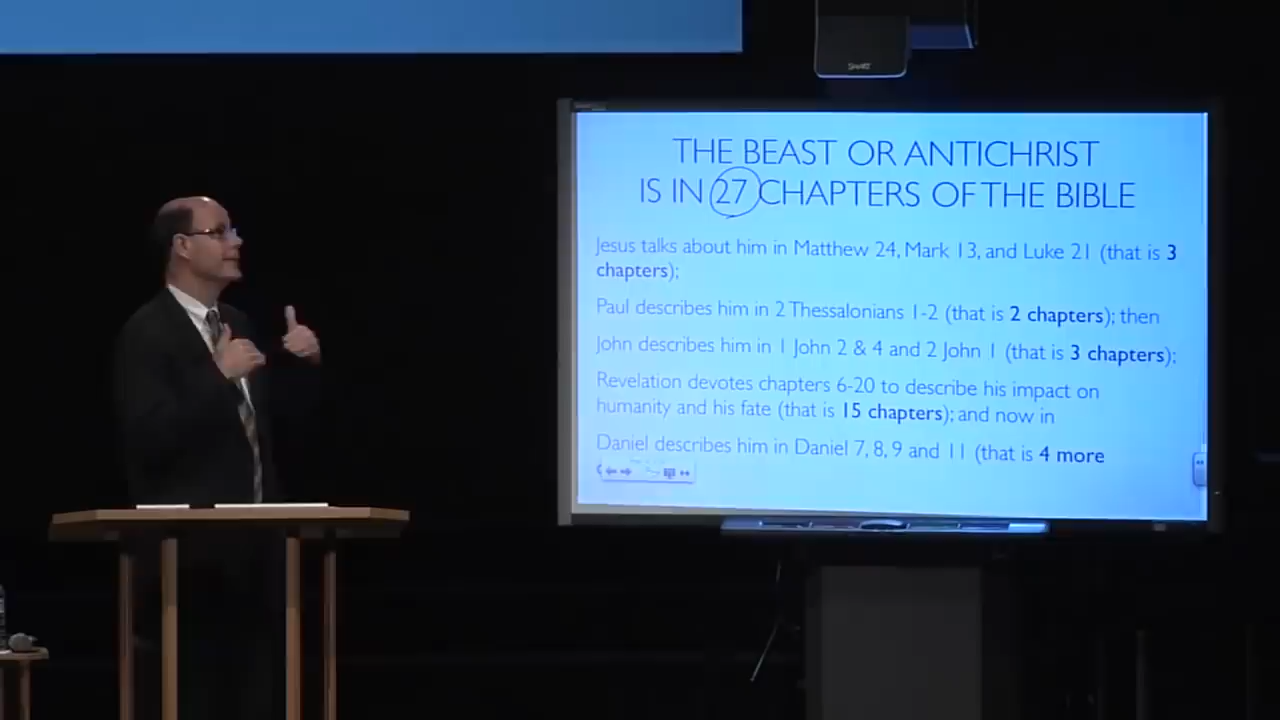 SMART
THE BEAST OR ANTICHRIST
IS IN 27 CHAPTERS OF THE BIBLE
Jesus talks about him in Matthew 24, Mark 13, and Luke 21 (that is 3
chapters);
Paul describes him in 2 Thessalonians 1-2 (that is 2 chapters); then
John describes him in 1 John 2 & 4 and 2 John 1 (that is 3 chapters);
Revelation devotes chapters 6-20 to describe his impact on
humanity and his fate (that is 15 chapters); and now in
Daniel describes him in Daniel 7, 8, 9 and 11 (that is 4 more